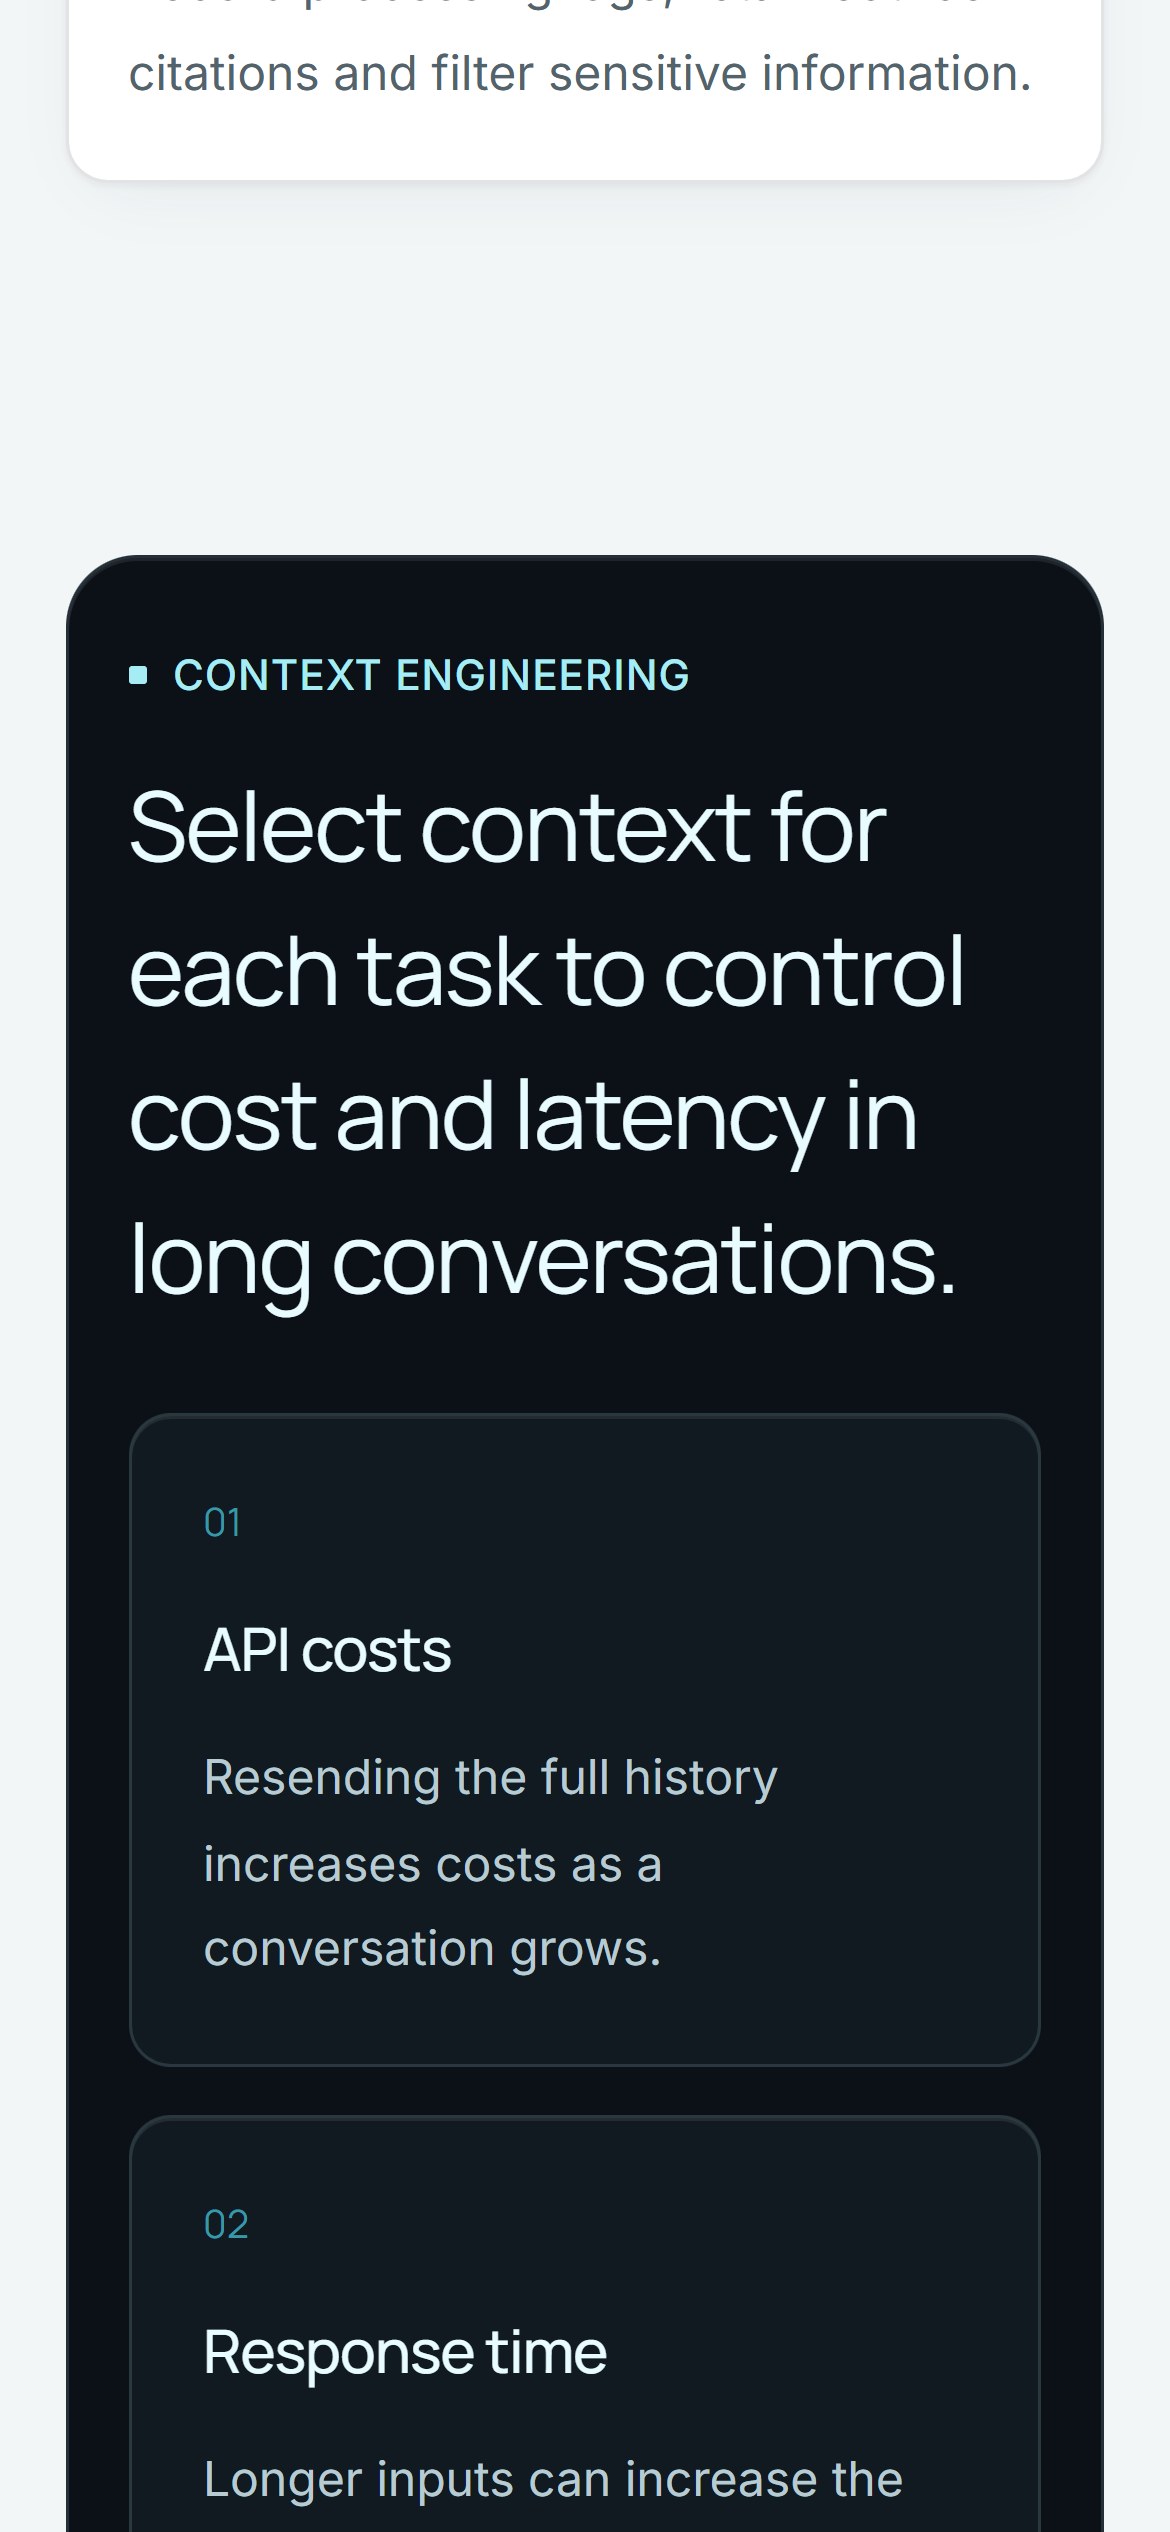 citations and filter sensitive information.
CONTEXT ENGINEERING
Select context for
each task to control
cost and latency in
long conversations.
01
API costs
Resending the full history
increases costs as a
conversation grows.
02
Response time
Longer inputs can increase the